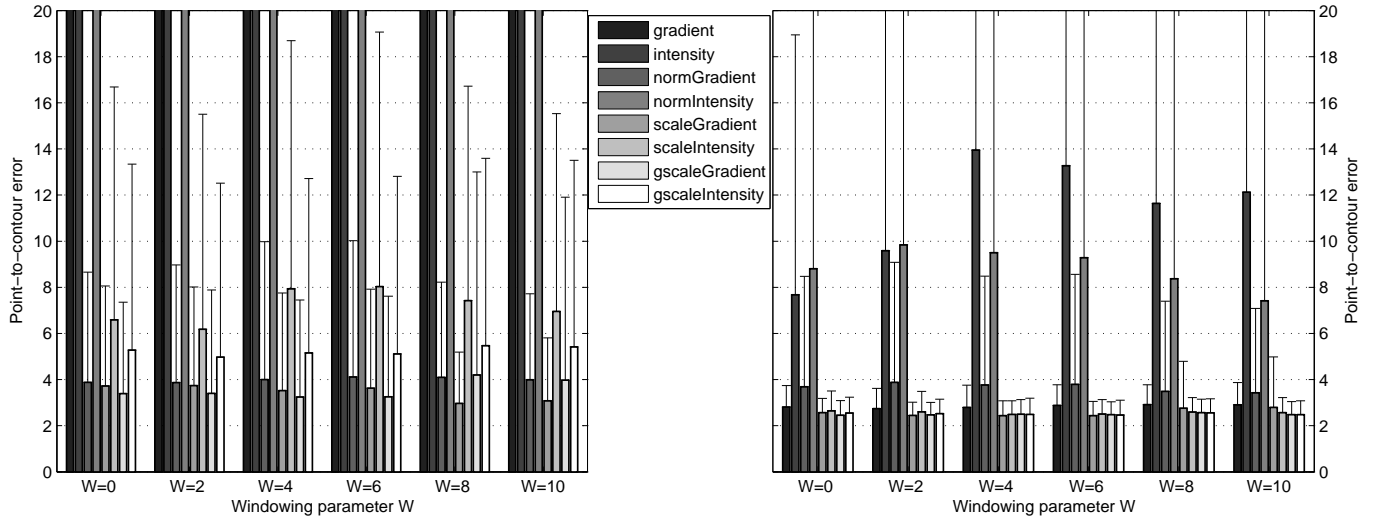 20
18
16
14
12
10
8
6
4
2
0
Point-to-contour error
W=0 W=2 W=4 W=6 W=8 W=10
Windowing parameter W
gradient
intensity
normGradient
normIntensity
scaleGradient
scaleIntensity
gscaleGradient
gscaleIntensity
W=0 W=2 W=4 W=6 W=8 W=10
Windowing parameter W
20
18
16
14
12
10
8
6
4
2
0
Point-to-contour error